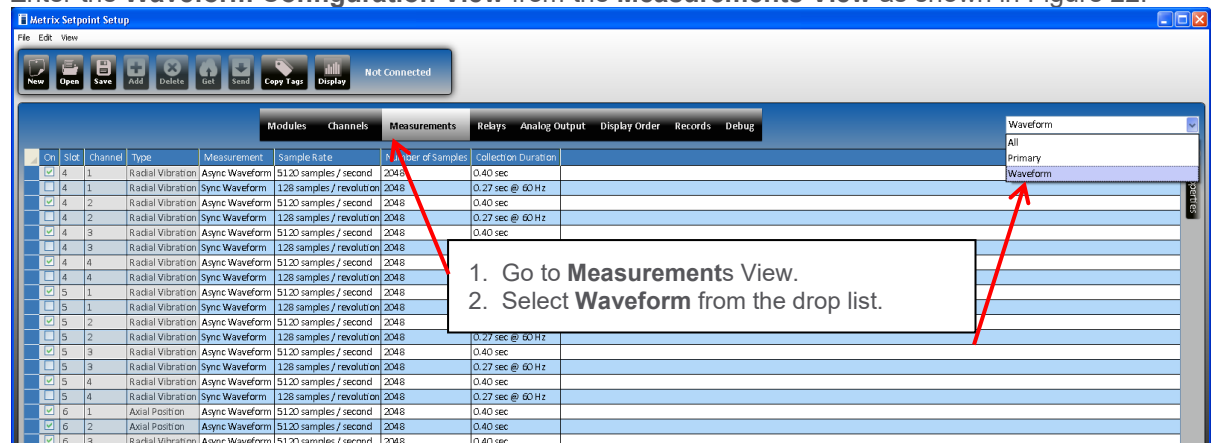 Enter the Waveform Configuration View from the Measurements View as shown in Figure 22.
Metrix Setpoint Setup
File Edit View
New Open Save Add Delete Get Send Copy Tags Display Not Connected
Modules Channels Measurements Relays Analog Output Display Order Records Debug
Waveform
All
Primary
Waveform
On Slot Channel Type Measurement Sample Rate Number of Samples Collection Duration
4 1 Radial Vibration Async Waveform 5120 samples / second 2048 0.40 sec
4 1 Radial Vibration Sync Waveform 128 samples / revolution 2048 0.27 sec @ 60 Hz
4 2 Radial Vibration Async Waveform 5120 samples / second 2048 0.40 sec
4 2 Radial Vibration Sync Waveform 128 samples / revolution 2048 0.27 sec @ 60 Hz
4 3 Radial Vibration Async Waveform 5120 samples / second 2048 0.40 sec
4 3 Radial Vibration Sync Waveform 128 samples / revolution 2048
4 4 Radial Vibration Async Waveform 5120 samples / second 2048
4 4 Radial Vibration Sync Waveform 128 samples / revolution 2048
5 1 Radial Vibration Async Waveform 5120 samples / second 2048
5 1 Radial Vibration Sync Waveform 128 samples / revolution 2048
5 2 Radial Vibration Async Waveform 5120 samples / second 2048
5 2 Radial Vibration Sync Waveform 128 samples / revolution 2048 0.27 sec @ 60 Hz
5 3 Radial Vibration Async Waveform 5120 samples / second 2048 0.40 sec
5 3 Radial Vibration Sync Waveform 128 samples / revolution 2048 0.27 sec @ 60 Hz
5 4 Radial Vibration Async Waveform 5120 samples / second 2048 0.40 sec
5 4 Radial Vibration Sync Waveform 128 samples / revolution 2048 0.27 sec @ 60 Hz
6 1 Axial Position Async Waveform 5120 samples / second 2048 0.40 sec
6 2 Axial Position Async Waveform 5120 samples / second 2048 0.40 sec
6 3 Radial Vibration Async Waveform 5120 samples / second 2048 0.40 sec
1. Go to Measurements View.
2. Select Waveform from the drop list.